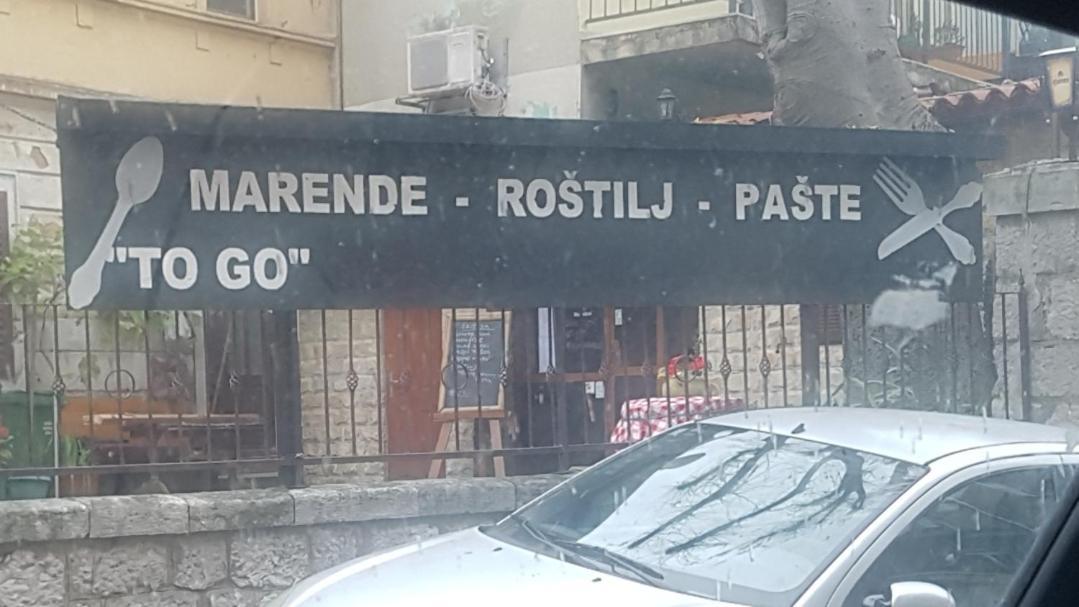 MARENDE - ROŠTILJ - PAŠTE
"TO GO"